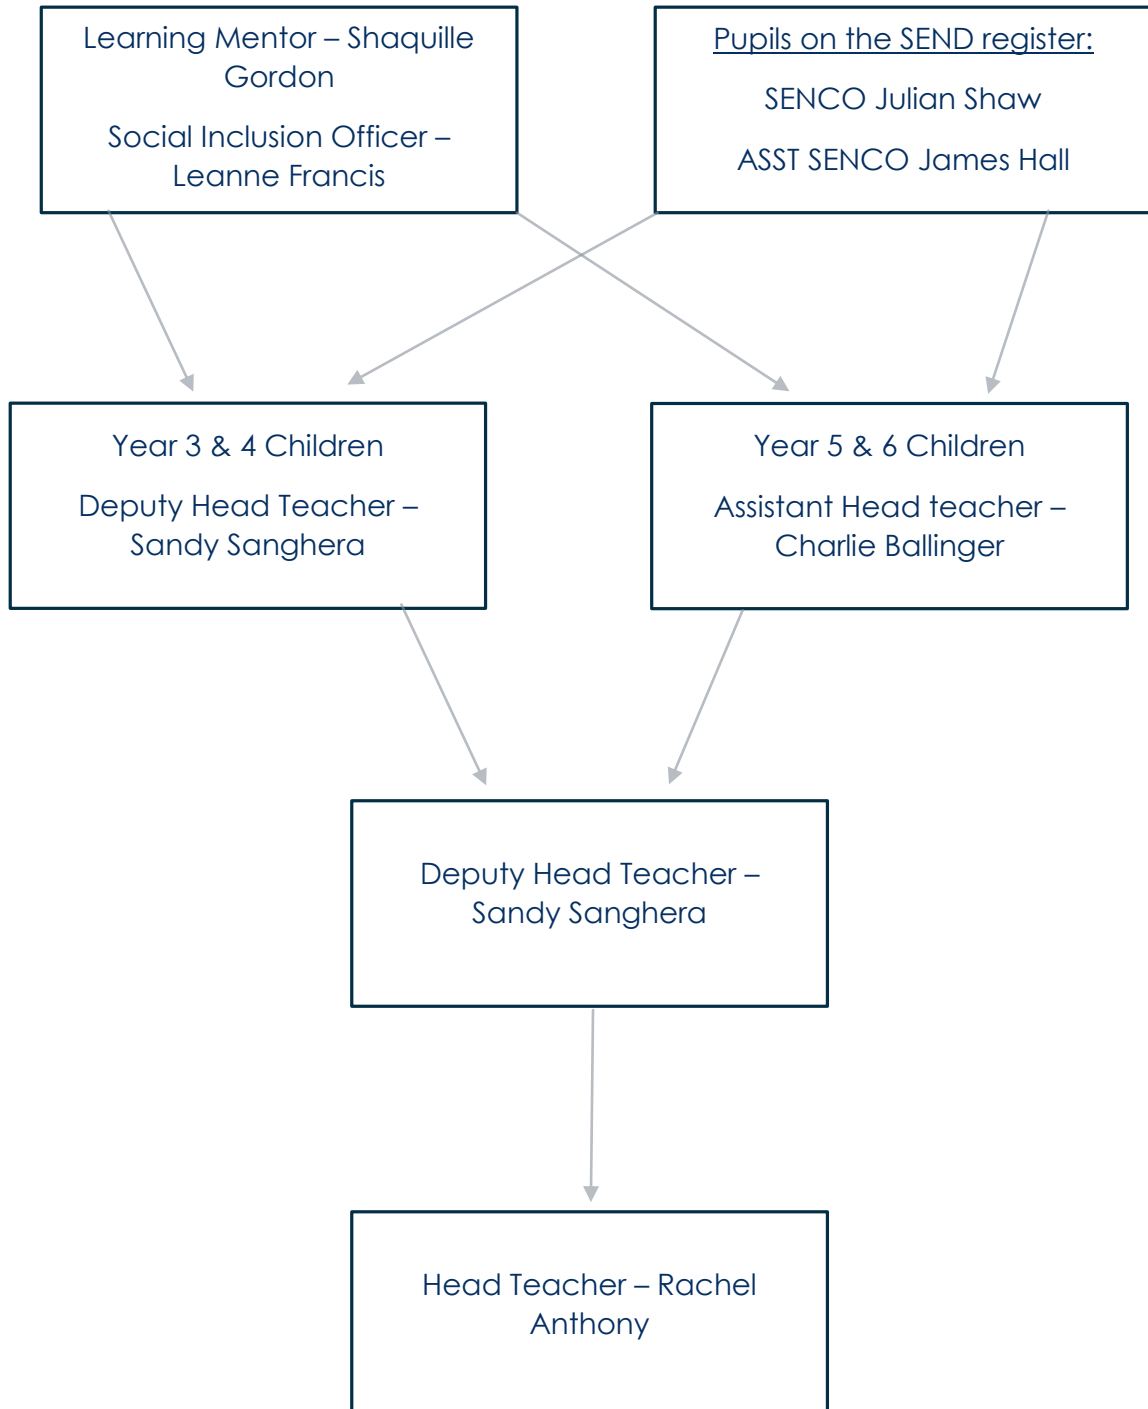 Learning Mentor – Shaquille
Gordon
Social Inclusion Officer –
Leanne Francis
Pupils on the SEND register:
SENCO Julian Shaw
ASST SENCO James Hall
Year 3 & 4 Children
Deputy Head Teacher –
Sandy Sanghera
Year 5 & 6 Children
Assistant Head teacher –
Charlie Ballinger
Deputy Head Teacher –
Sandy Sanghera
Head Teacher – Rachel
Anthony